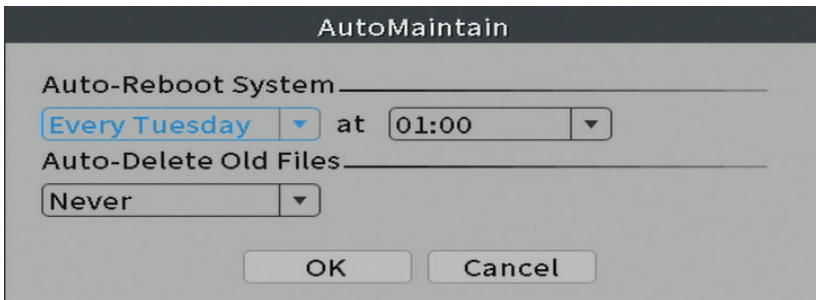 AutoMaintain
Auto-Reboot System
Every Tuesday at 01:00
Auto-Delete Old Files
Never
OK Cancel